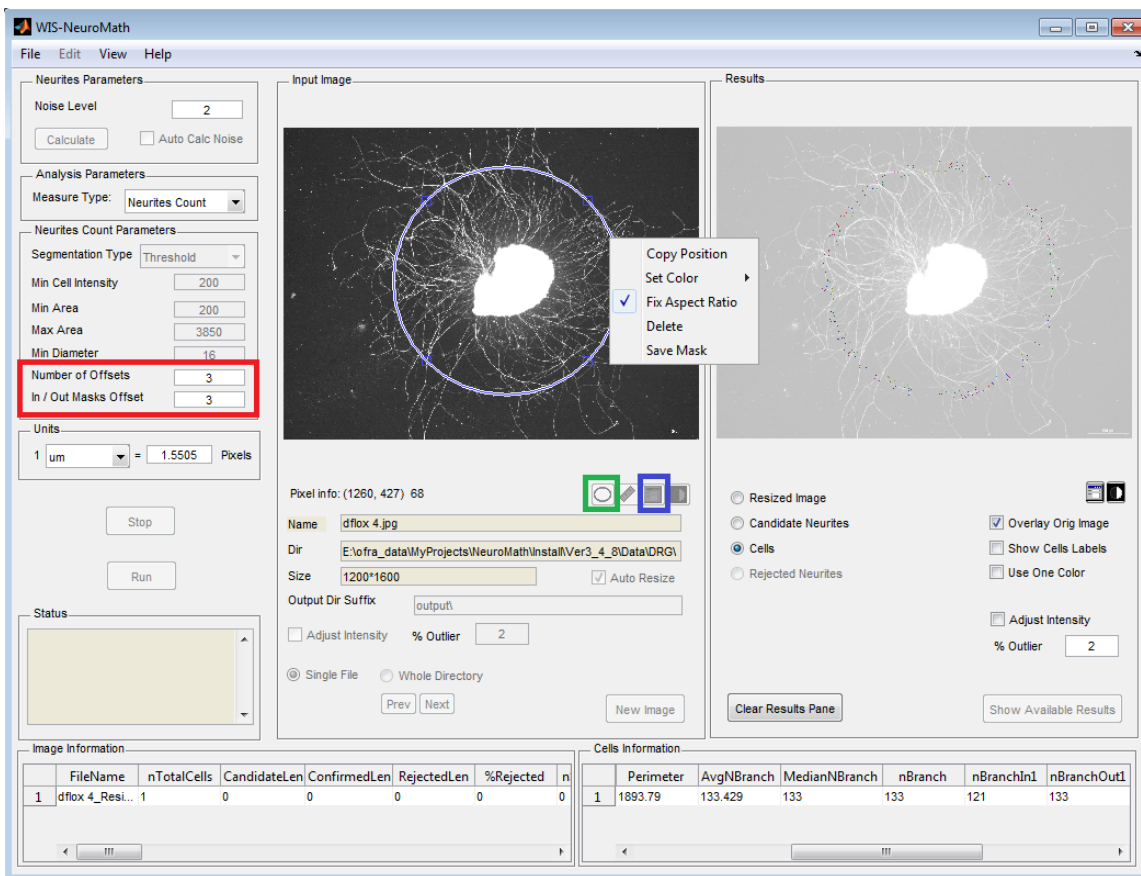 WIS-NeuroMath
File Edit View Help
Neurites Parameters
Noise Level 2
Calculate Auto Calc Noise
Analysis Parameters
Measure Type: Neurites Count
Neurites Count Parameters
Segmentation Type Threshold
Min Cell Intensity 200
Min Area 200
Max Area 3850
Min Diameter 16
Number of Offsets 3
In / Out Masks Offset 3
Units
1 um = 1.5505 Pixels
Stop
Run
Status
Input Image
Copy Position
Set Color
Fix Aspect Ratio
Delete
Save Mask
Pixel info: (1260, 427) 68
Name dflox 4.jpg
Dir E:\ofra_data\MyProjects\NeuroMath\Install\Ver3_4_8\Data\DRG\
Size 1200*1600 Auto Resize
Output Dir Suffix output\
Adjust Intensity % Outlier 2
Single File Whole Directory
Prev Next New Image
Results
Resized Image
Candidate Neurites Overlay Orig Image
Cells Show Cells Labels
Rejected Neurites Use One Color
Adjust Intensity
% Outlier 2
Clear Results Pane Show Available Results
Image Information
FileName nTotalCells CandidateLen ConfirmedLen RejectedLen %Rejected n
1 dflox 4_Resi... 1 0 0 0 0 0
Cells Information
Perimeter AvgNBranch MedianNBranch nBranch nBranchIn1 nBranchOut1
1 1893.79 133.429 133 133 121 133